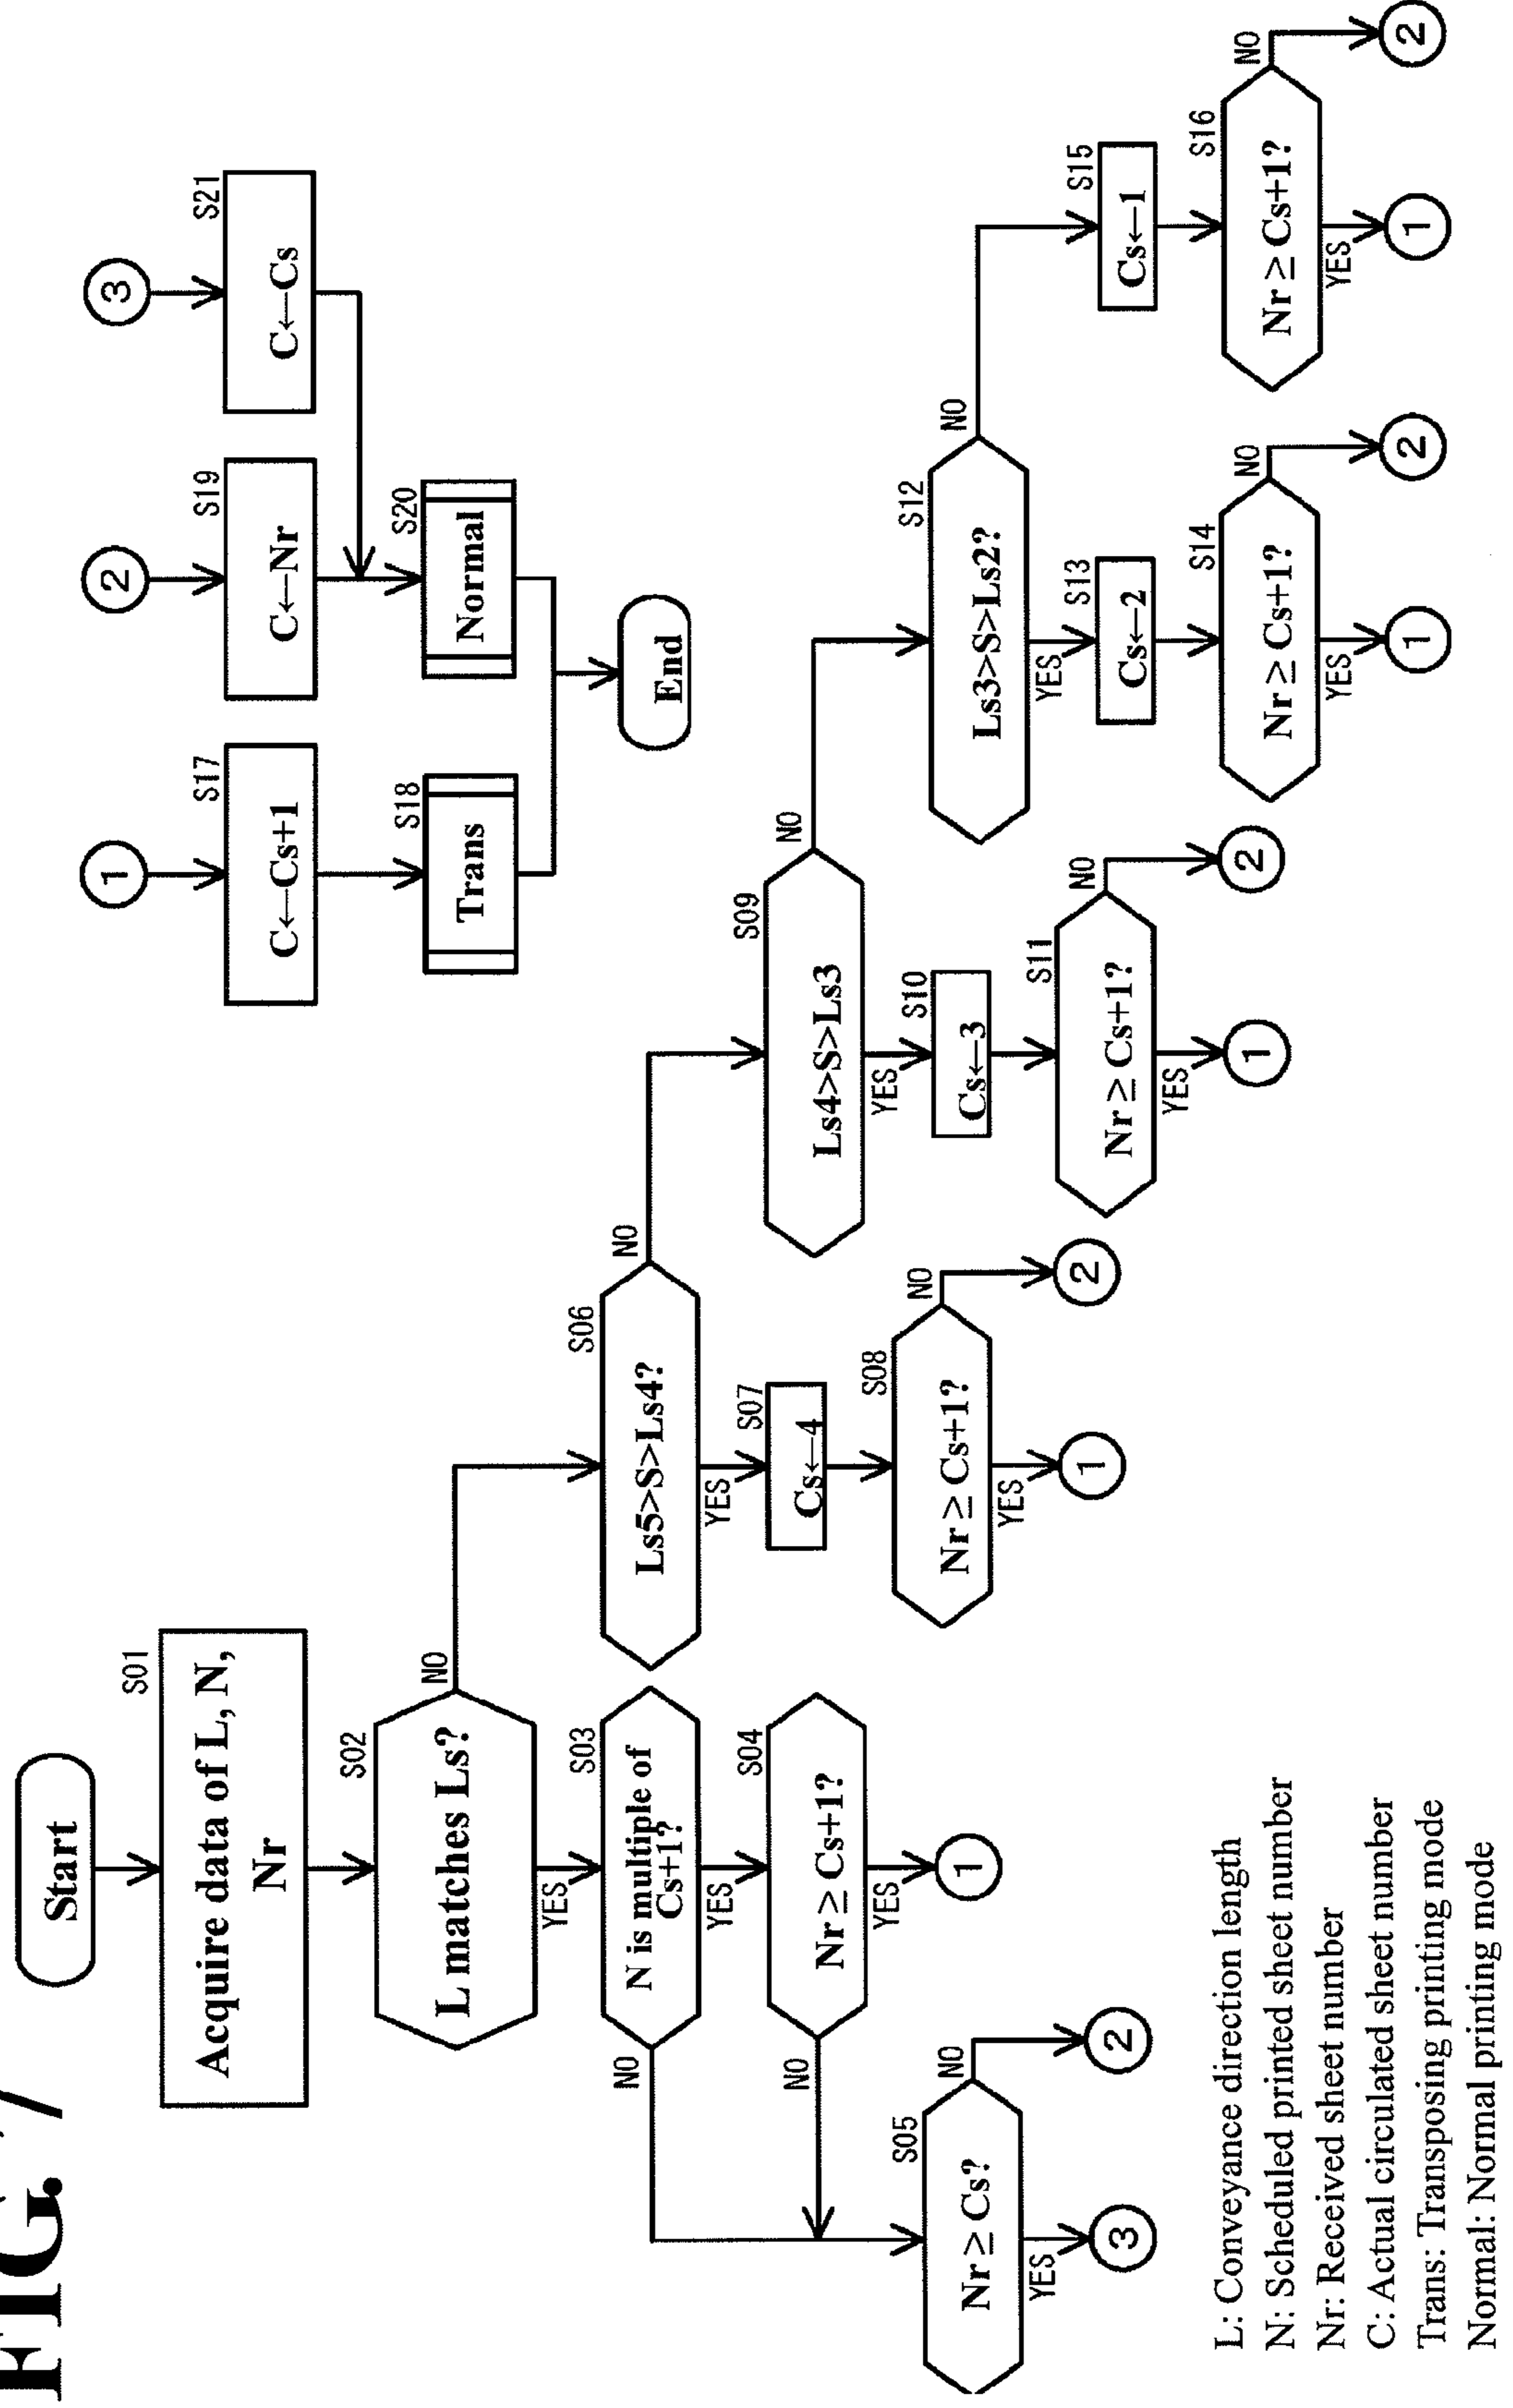 FIG. 7
Start
S01
Acquire data of L, N,
Nr
S02
L matches Ls?
NO
YES
S03
N is multiple of
Cs+1?
NO
YES
S04
Nr ≥ Cs+1?
NO
YES
1
S05
Nr ≥ Cs?
NO
2
YES
3
S06
Ls5>S>Ls4?
NO
YES
S07
Cs←4
S08
Nr ≥ Cs+1?
NO
2
YES
1
S09
Ls4>S>Ls3
NO
YES
S10
Cs←3
S11
Nr ≥ Cs+1?
NO
2
YES
1
S12
Ls3>S>Ls2?
NO
YES
S13
Cs←2
S14
Nr ≥ Cs+1?
NO
2
YES
1
S15
Cs←1
S16
Nr ≥ Cs+1?
NO
2
YES
1
1
S17
C←Cs+1
S18
Trans
2
S19
C←Nr
S20
Normal
3
S21
C←Cs
End
L: Conveyance direction length
N: Scheduled printed sheet number
Nr: Received sheet number
C: Actual circulated sheet number
Trans: Transposing printing mode
Normal: Normal printing mode